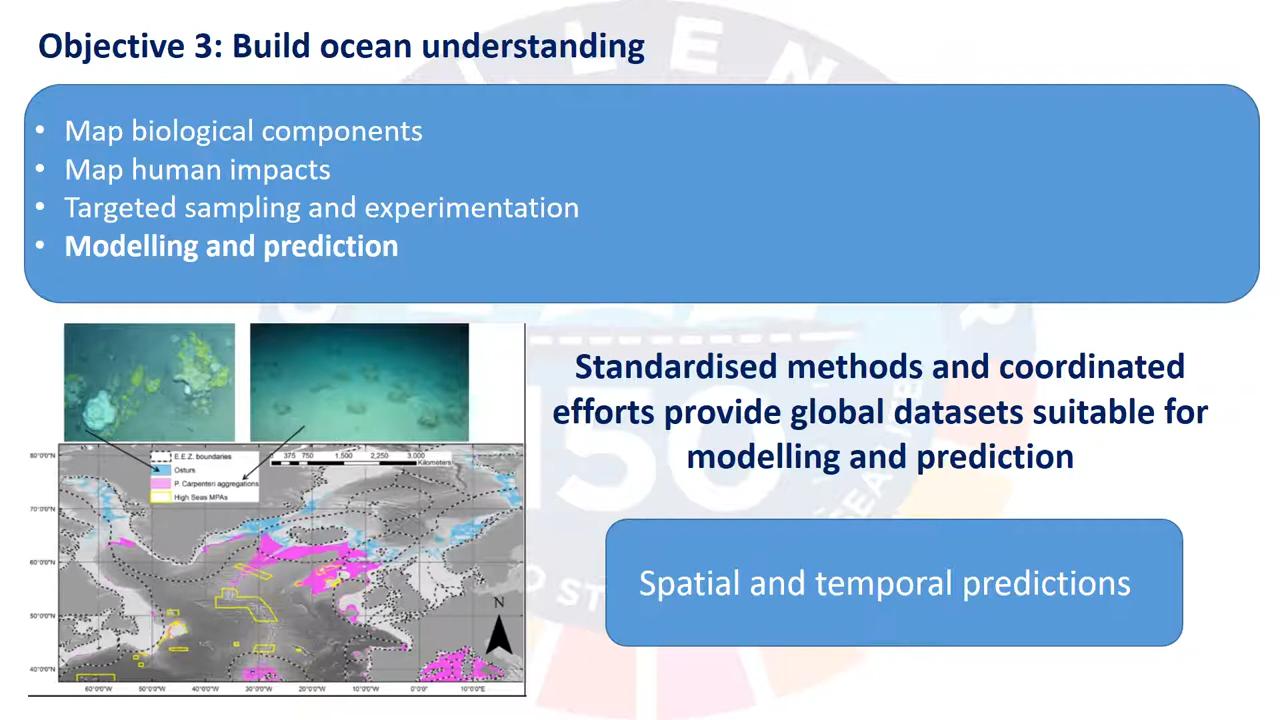 Objective 3: Build ocean understanding
• Map biological components
• Map human impacts
• Targeted sampling and experimentation
• Modelling and prediction
Standardised methods and coordinated
efforts provide global datasets suitable for
modelling and prediction
Spatial and temporal predictions
E.E.Z. boundaries
Osturs
P. Carpenteri aggregations
High Seas MPAs
0 375 750 1,500 2,250 3,000
Kilometers
80°0'0"N
70°0'0"N
60°0'0"N
50°0'0"N
40°0'0"N
N
60°0'0"W 50°0'0"W 40°0'0"W 30°0'0"W 20°0'0"W 10°0'0"W 0°0'0" 10°0'0"E